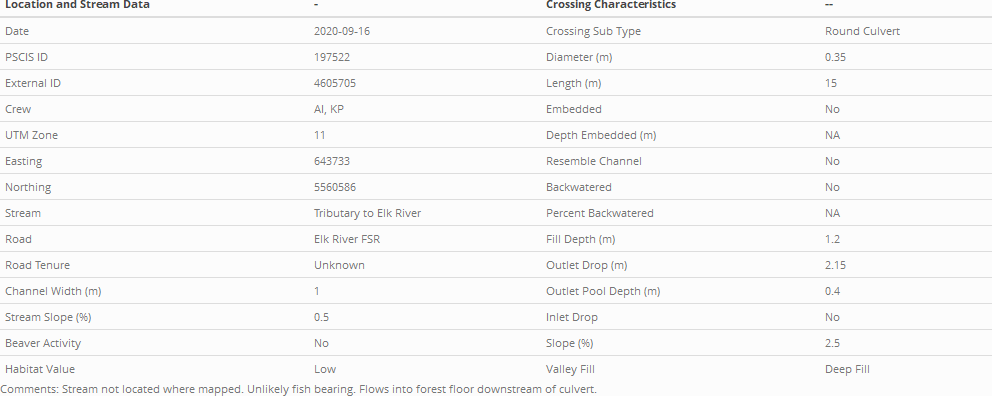 Location and Stream Data - Crossing Characteristics --
Date 2020-09-16 Crossing Sub Type Round Culvert
PSCIS ID 197522 Diameter (m) 0.35
External ID 4605705 Length (m) 15
Crew AI, KP Embedded No
UTM Zone 11 Depth Embedded (m) NA
Easting 643733 Resemble Channel No
Northing 5560586 Backwatered No
Stream Tributary to Elk River Percent Backwatered NA
Road Elk River FSR Fill Depth (m) 1.2
Road Tenure Unknown Outlet Drop (m) 2.15
Channel Width (m) 1 Outlet Pool Depth (m) 0.4
Stream Slope (%) 0.5 Inlet Drop No
Beaver Activity No Slope (%) 2.5
Habitat Value Low Valley Fill Deep Fill
Comments: Stream not located where mapped. Unlikely fish bearing. Flows into forest floor downstream of culvert.